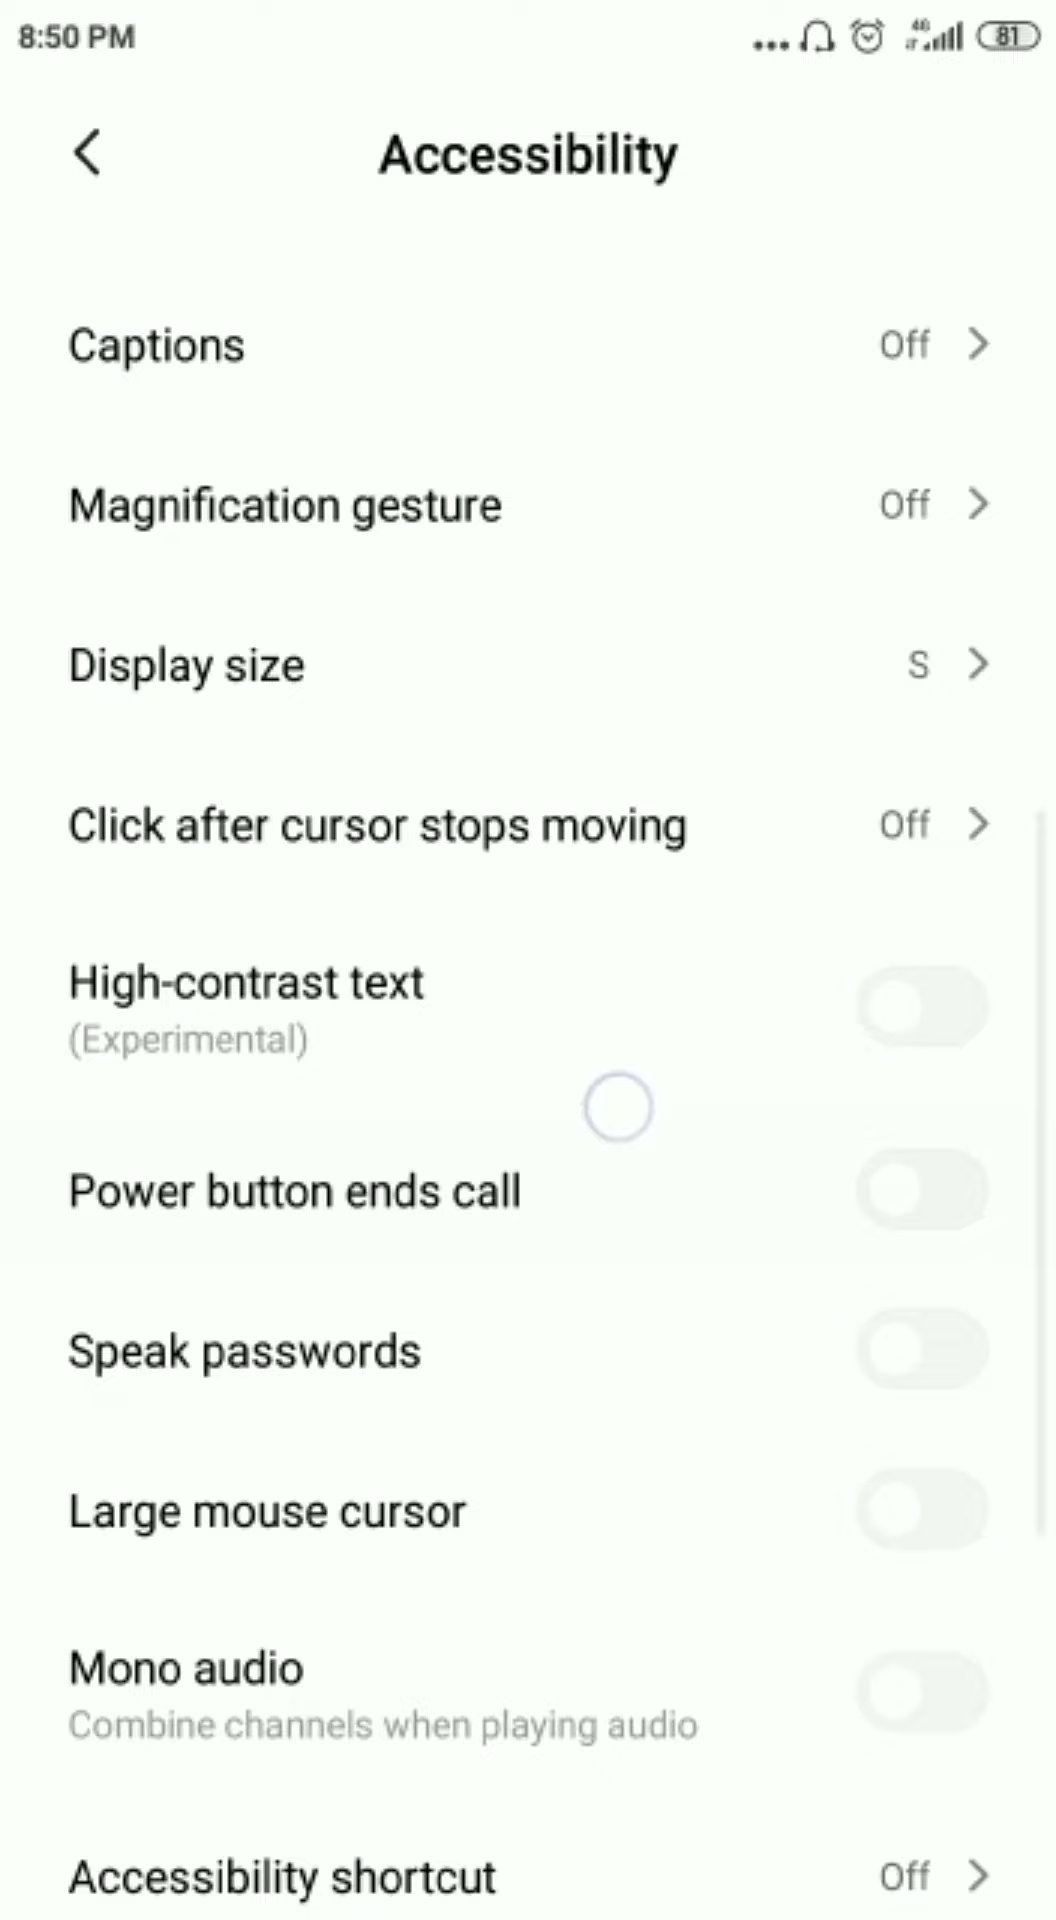 8:50 PM 4G 81
Accessibility
Captions Off
Magnification gesture Off
Display size S
Click after cursor stops moving Off
High-contrast text
(Experimental)
Power button ends call
Speak passwords
Large mouse cursor
Mono audio
Combine channels when playing audio
Accessibility shortcut Off